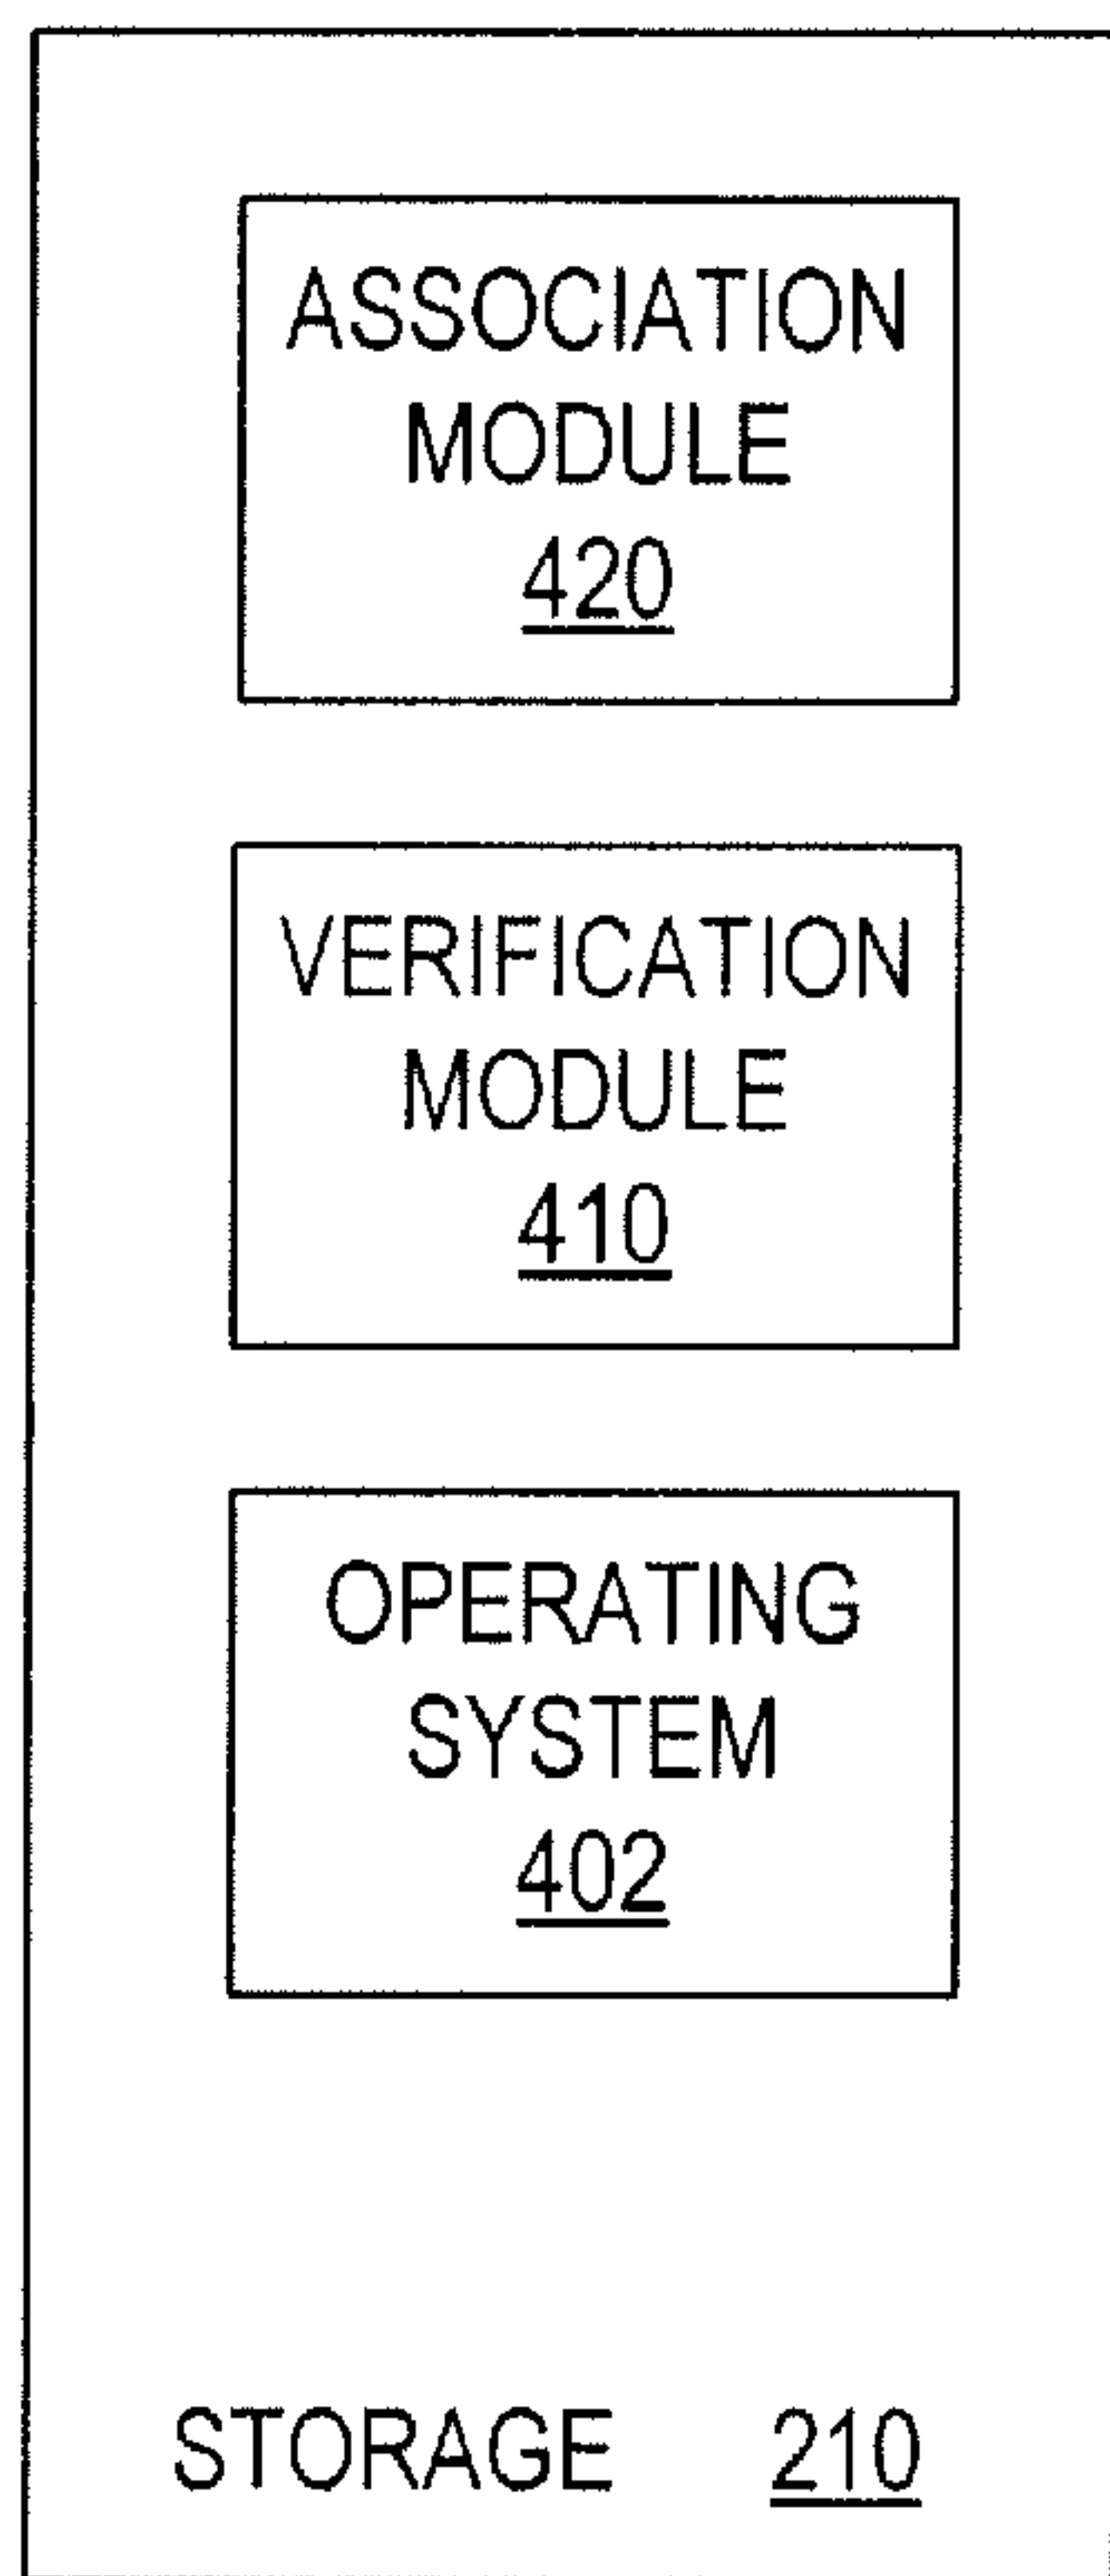 ASSOCIATION
MODULE
420
VERIFICATION
MODULE
410
OPERATING
SYSTEM
402
STORAGE 210